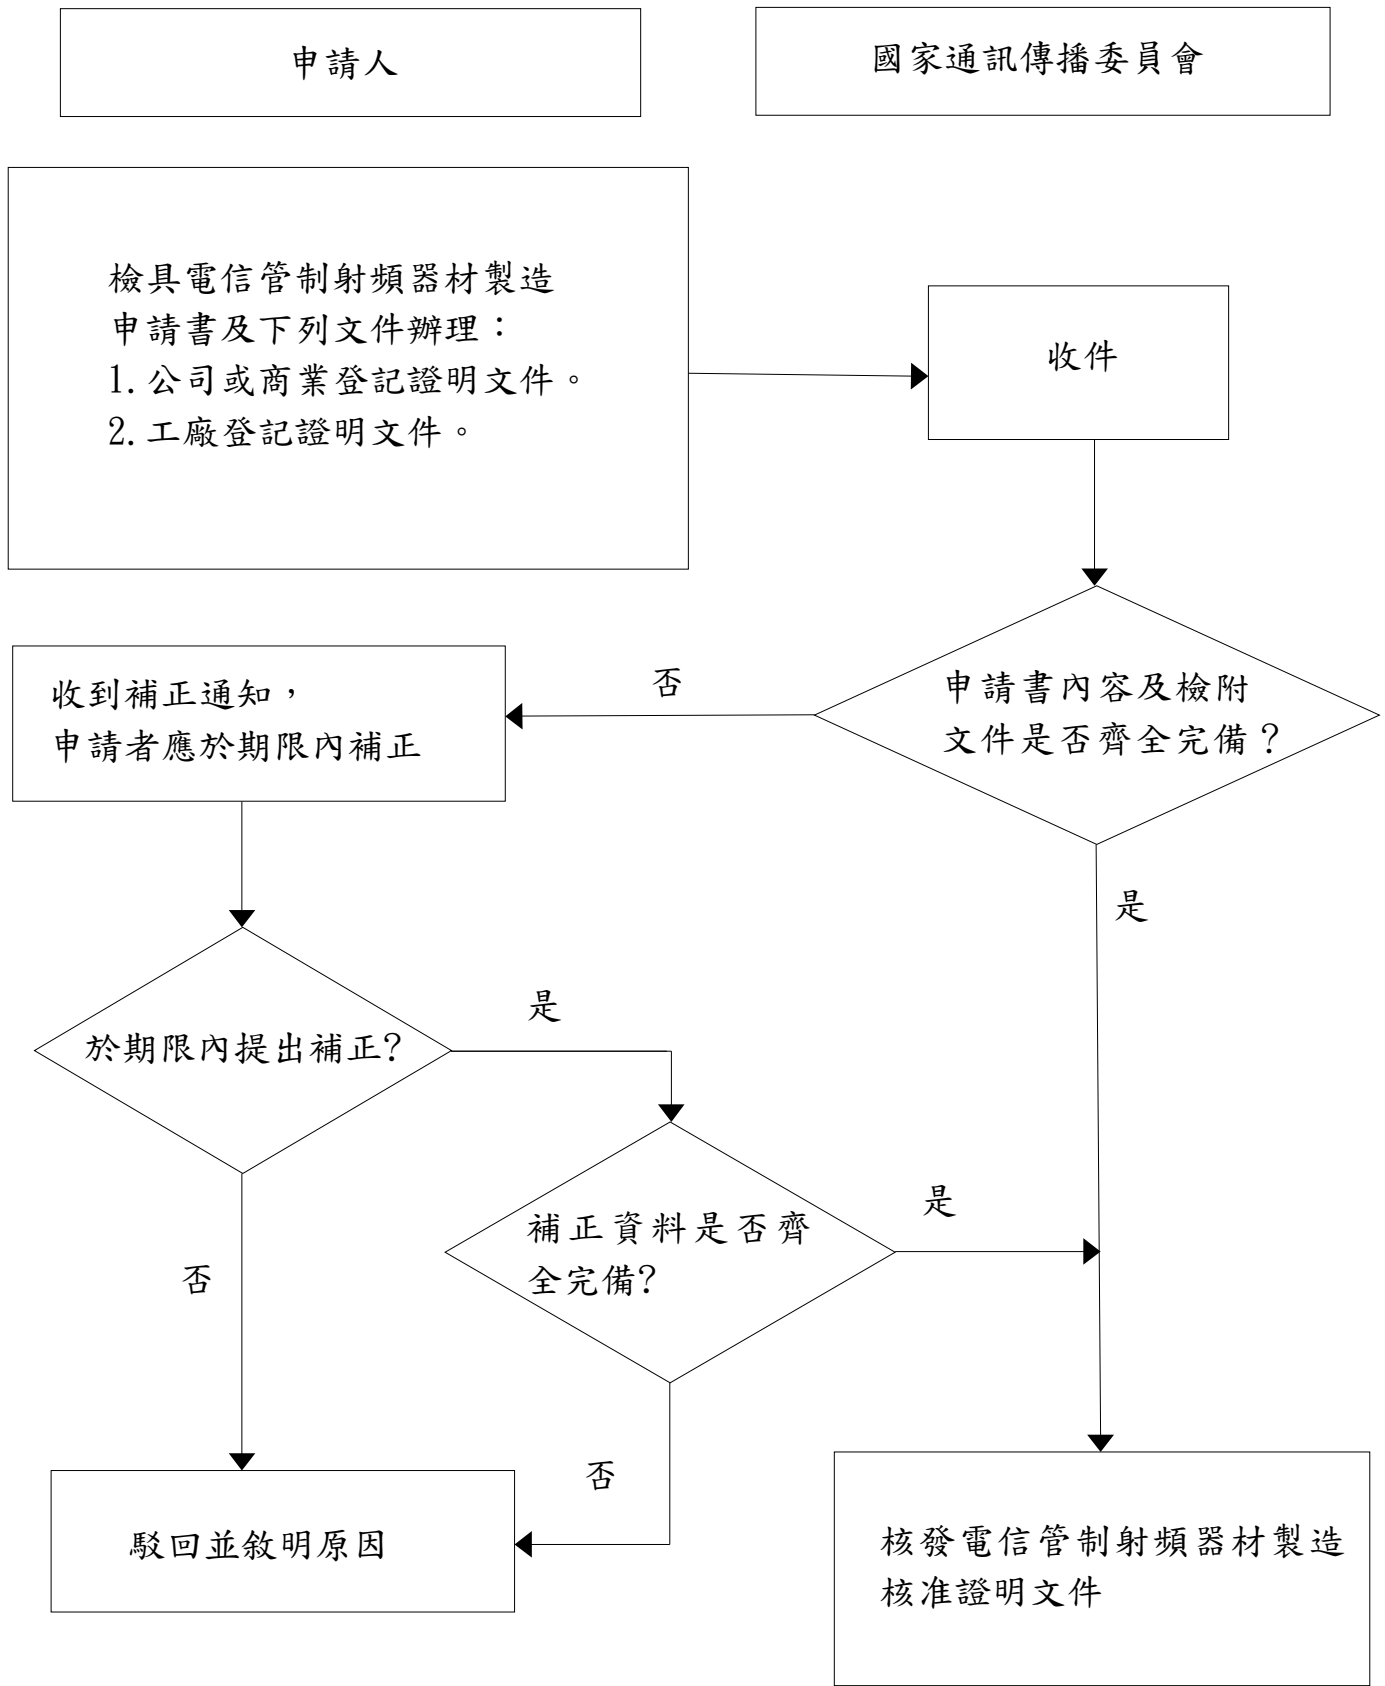 申請人
國家通訊傳播委員會
檢具電信管制射頻器材製造
申請書及下列文件辦理：
1.公司或商業登記證明文件。
2.工廠登記證明文件。
收件
申請書內容及檢附
文件是否齊全完備？
否
收到補正通知，
申請者應於期限內補正
是
於期限內提出補正?
是
補正資料是否齊
全完備?
是
否
否
駁回並敘明原因
核發電信管制射頻器材製造
核准證明文件